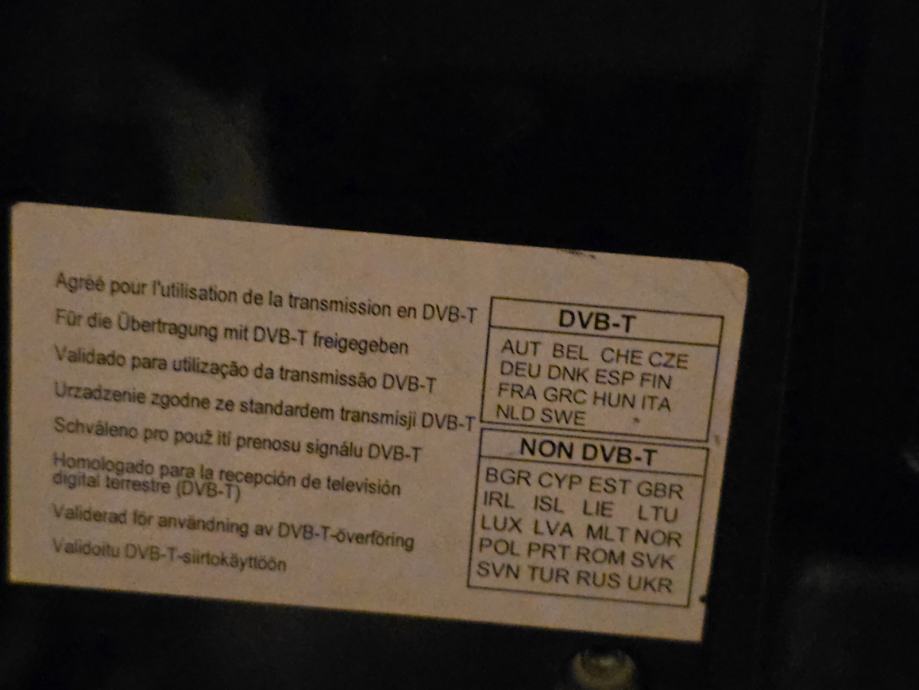 Agréé pour l'utilisation de la transmission en DVB-T
Für die Übertragung mit DVB-T freigegeben
Validado para utilização da transmissão DVB-T
Urzadzenie zgodne ze standardem transmisji DVB-T
Schváleno pro použ ití prenosu signálu DVB-T
Homologado para la recepción de televisión
digital terrestre (DVB-T)
Validerad för användning av DVB-T-överföring
Validoitu DVB-T-siirtokäyttöön
DVB-T
AUT BEL CHE CZE
DEU DNK ESP FIN
FRA GRC HUN ITA
NLD SWE
NON DVB-T
BGR CYP EST GBR
IRL ISL LIE LTU
LUX LVA MLT NOR
POL PRT ROM SVK
SVN TUR RUS UKR